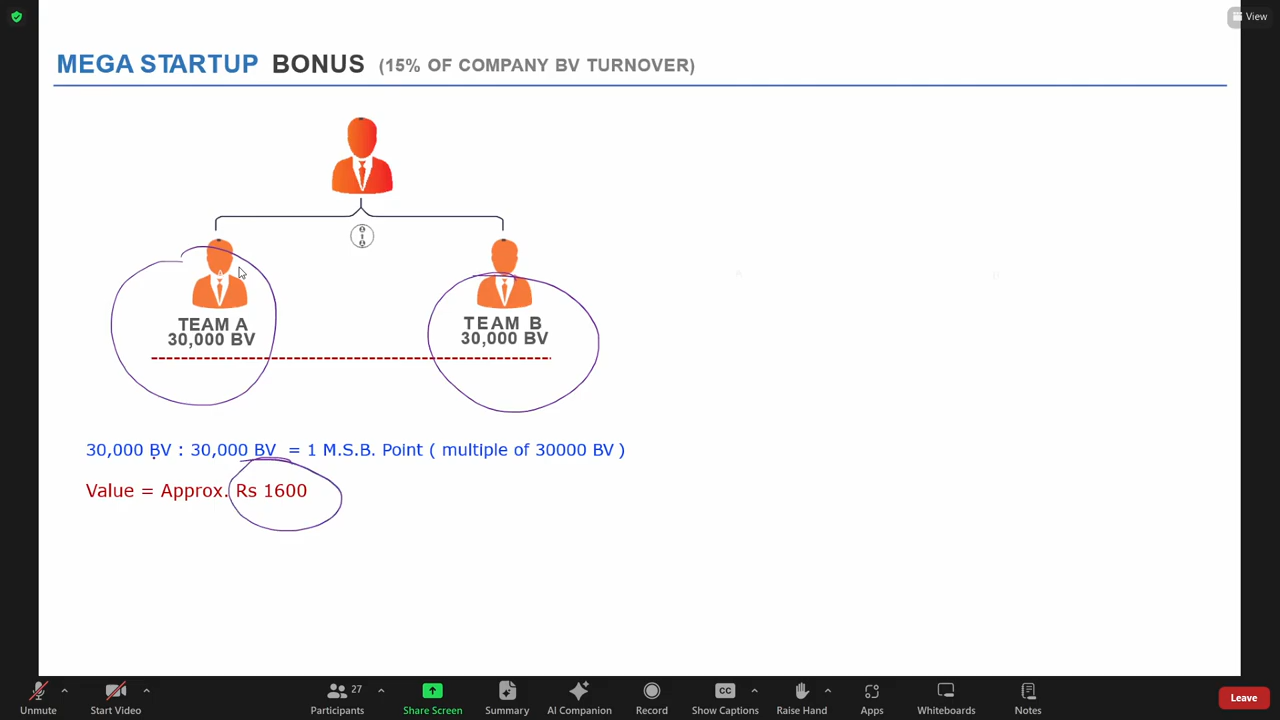 View
MEGA STARTUP BONUS (15% OF COMPANY BV TURNOVER)
TEAM A
30,000 BV
TEAM B
30,000 BV
30,000 BV : 30,000 BV = 1 M.S.B. Point ( multiple of 30000 BV )
Value = Approx. Rs 1600
Unmute
Start Video
27
Participants
Share Screen
Summary
AI Companion
Record
CC
Show Captions
Raise Hand
Apps
Whiteboards
Notes
Leave